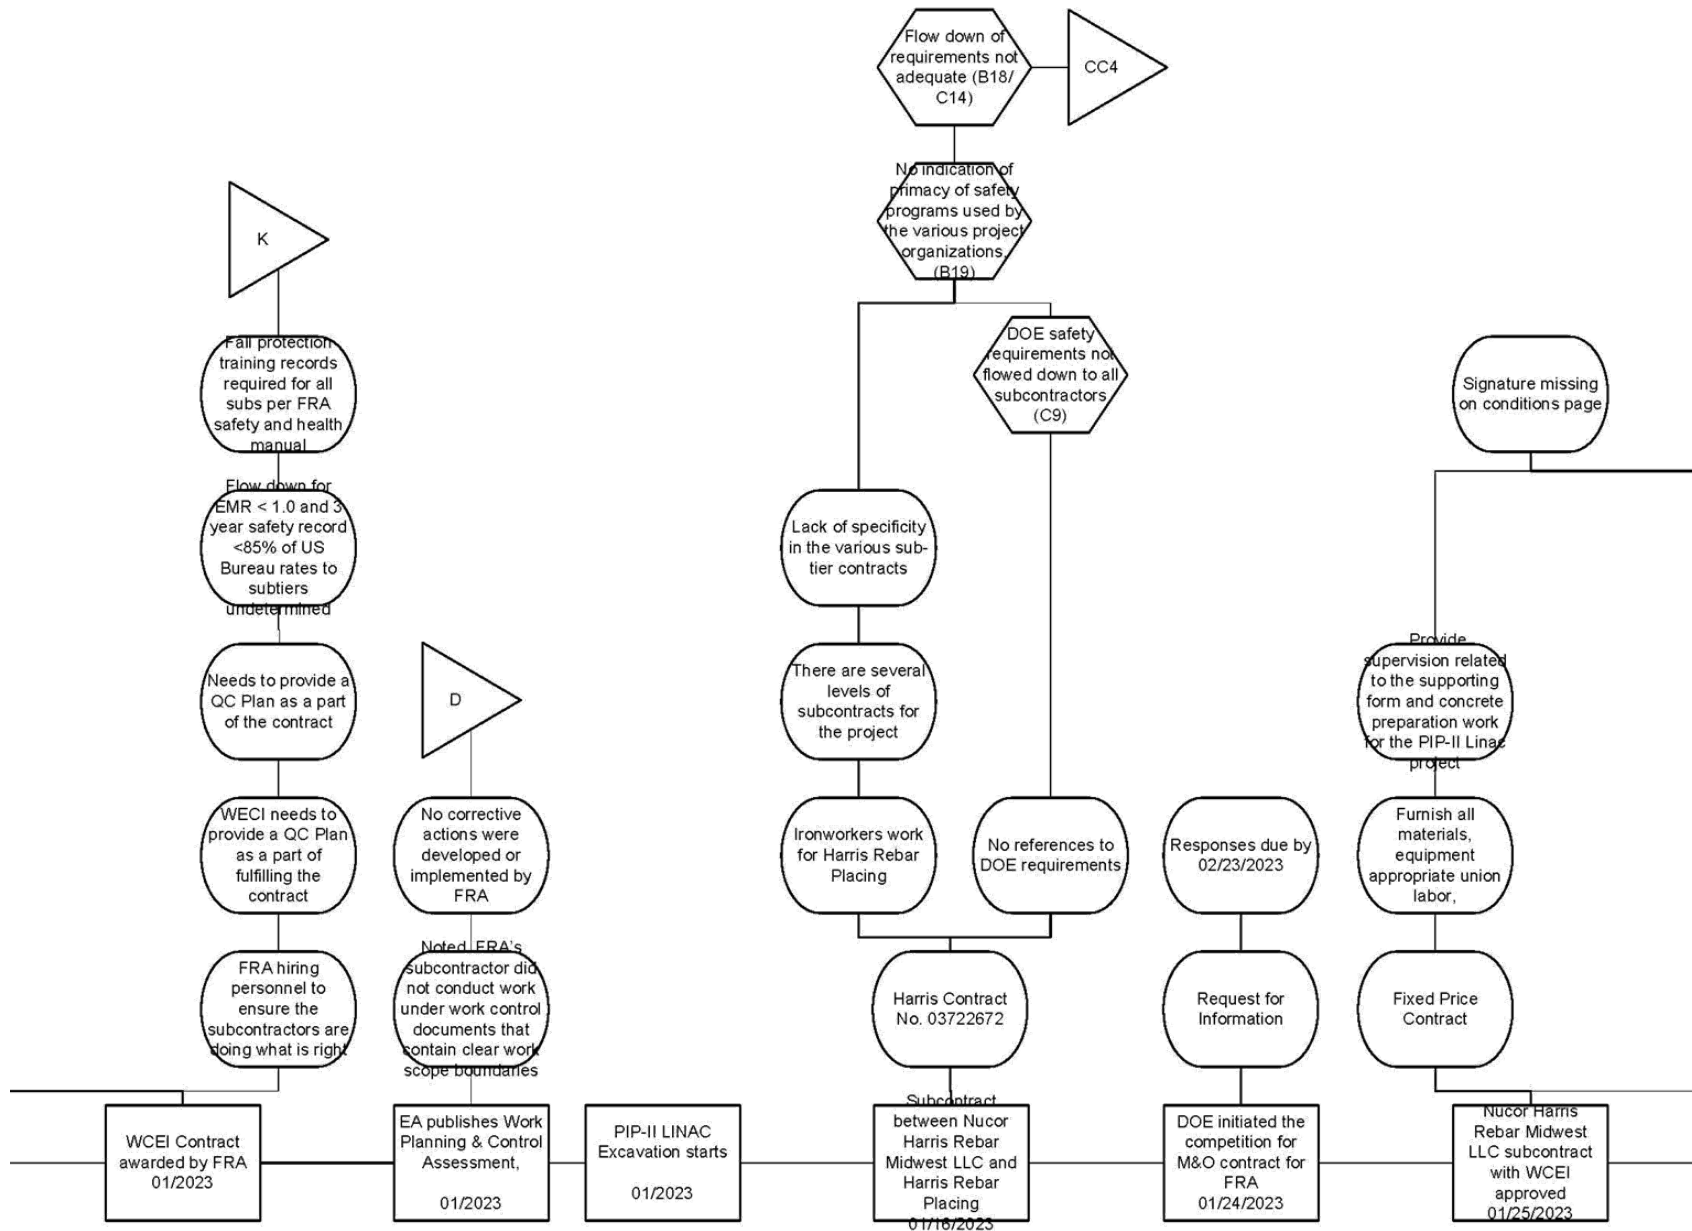 Flow down of
requirements not
adequate (B18/
C14)
CC4
No indication of
primacy of safety
programs used by
the various project
organizations.
(B19)
K
DOE safety
requirements not
flowed down to all
subcontractors
(C9)
Fall protection
training records
required for all
subs per FRA
safety and health
manual
Signature missing
on conditions page
Flow down for
EMR < 1.0 and 3
year safety record
<85% of US
Bureau rates to
subtiers
undetermined
Lack of specificity
in the various sub-
tier contracts
Needs to provide a
QC Plan as a part
of the contract
D
There are several
levels of
subcontracts for
the project
Provide
supervision related
to the supporting
form and concrete
preparation work
for the PIP-II Linac
project
WECI needs to
provide a QC Plan
as a part of
fulfilling the
contract
No corrective
actions were
developed or
implemented by
FRA
Ironworkers work
for Harris Rebar
Placing
No references to
DOE requirements
Responses due by
02/23/2023
Furnish all
materials,
equipment
appropriate union
labor,
FRA hiring
personnel to
ensure the
subcontractors are
doing what is right
Noted FRA's
subcontractor did
not conduct work
under work control
documents that
contain clear work
scope boundaries
Harris Contract
No. 03722672
Request for
Information
Fixed Price
Contract
WCEI Contract
awarded by FRA
01/2023
EA publishes Work
Planning & Control
Assessment,
01/2023
PIP-II LINAC
Excavation starts
01/2023
Subcontract
between Nucor
Harris Rebar
Midwest LLC and
Harris Rebar
Placing
01/16/2023
DOE initiated the
competition for
M&O contract for
FRA
01/24/2023
Nucor Harris
Rebar Midwest
LLC subcontract
with WCEI
approved
01/25/2023